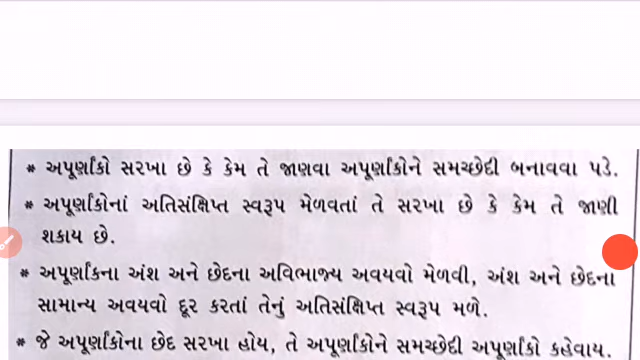 * અપૂર્ણાંકો સરખા છે કે કેમ તે જાણવા અપૂર્ણાંકોને સમચ્છેદી બનાવવા પડે.
* અપૂર્ણાંકોનાં અતિસંક્ષિપ્ત સ્વરૂપ મેળવતાં તે સરખા છે કે કેમ તે જાણી
શકાય છે.
* અપૂર્ણાંકના અંશ અને છેદના અવિભાજ્ય અવયવો મેળવી, અંશ અને છેદના
સામાન્ય અવયવો દૂર કરતાં તેનું અતિસંક્ષિપ્ત સ્વરૂપ મળે.
* જે અપૂર્ણાંકોના છેદ સરખા હોય, તે અપૂર્ણાંકોને સમચ્છેદી અપૂર્ણાંકો કહેવાય.